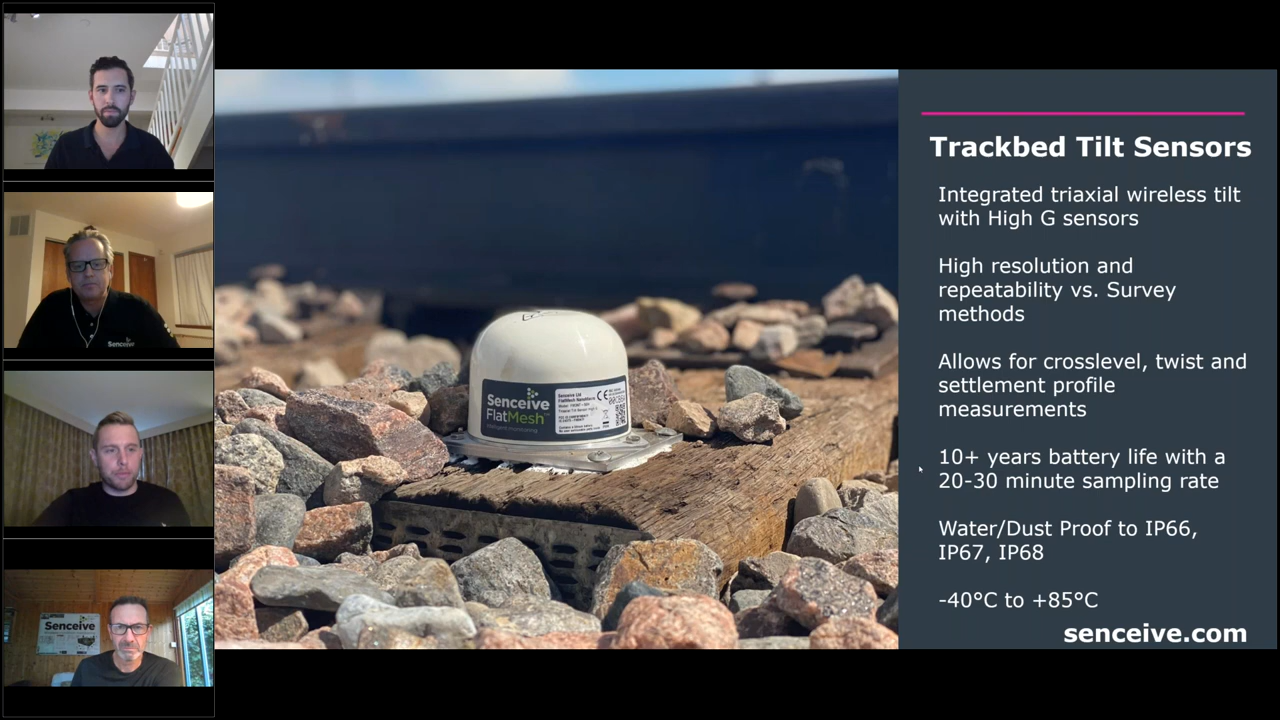 Trackbed Tilt Sensors
Integrated triaxial wireless tilt
with High G sensors
High resolution and
repeatability vs. Survey
methods
Allows for crosslevel, twist and
settlement profile
measurements
10+ years battery life with a
20-30 minute sampling rate
Water/Dust Proof to IP66,
IP67, IP68
-40°C to +85°C
senceive.com
Senceive
FlatMesh
Senceive Ltd
Senceive
Senceive